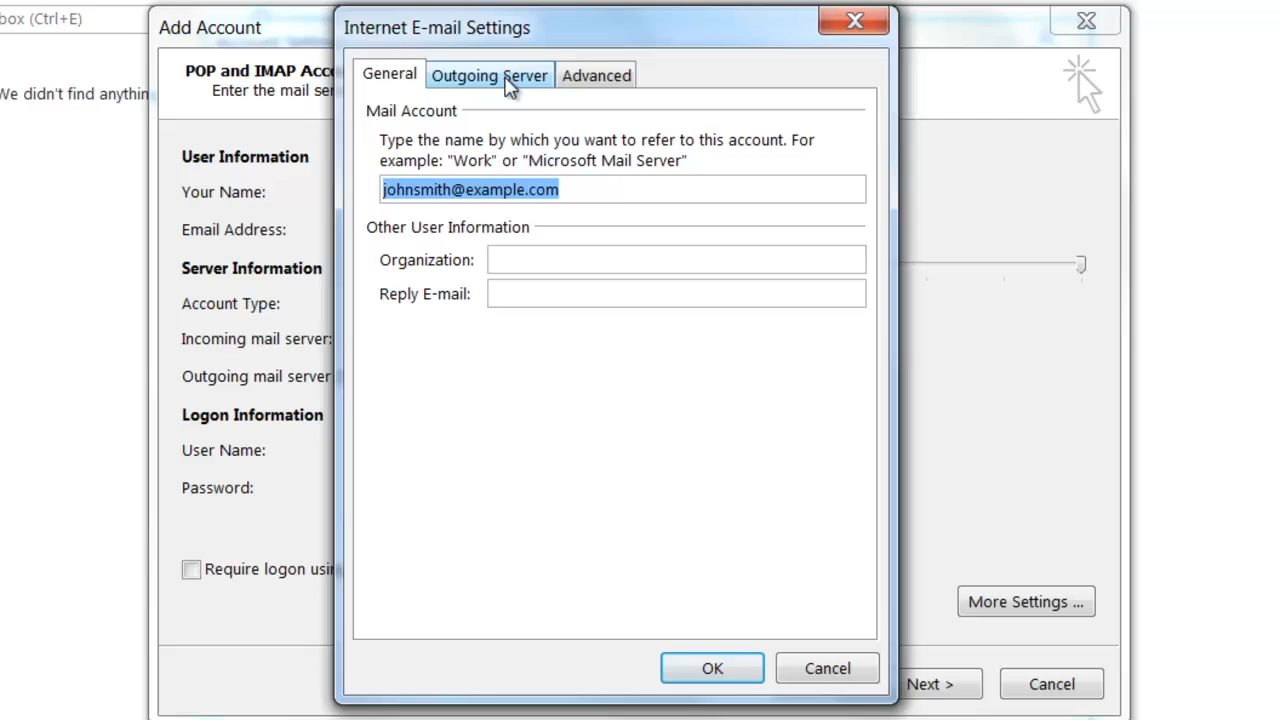 box (Ctrl+E)
We didn't find anythin
Add Account
POP and IMAP Acc
Enter the mail ser
User Information
Your Name:
Email Address:
Server Information
Account Type:
Incoming mail server:
Outgoing mail server
Logon Information
User Name:
Password:
Require logon usin
More Settings ...
Next >
Cancel
Internet E-mail Settings
General
Outgoing Server
Advanced
Mail Account
Type the name by which you want to refer to this account. For
example: "Work" or "Microsoft Mail Server"
johnsmith@example.com
Other User Information
Organization:
Reply E-mail:
OK
Cancel